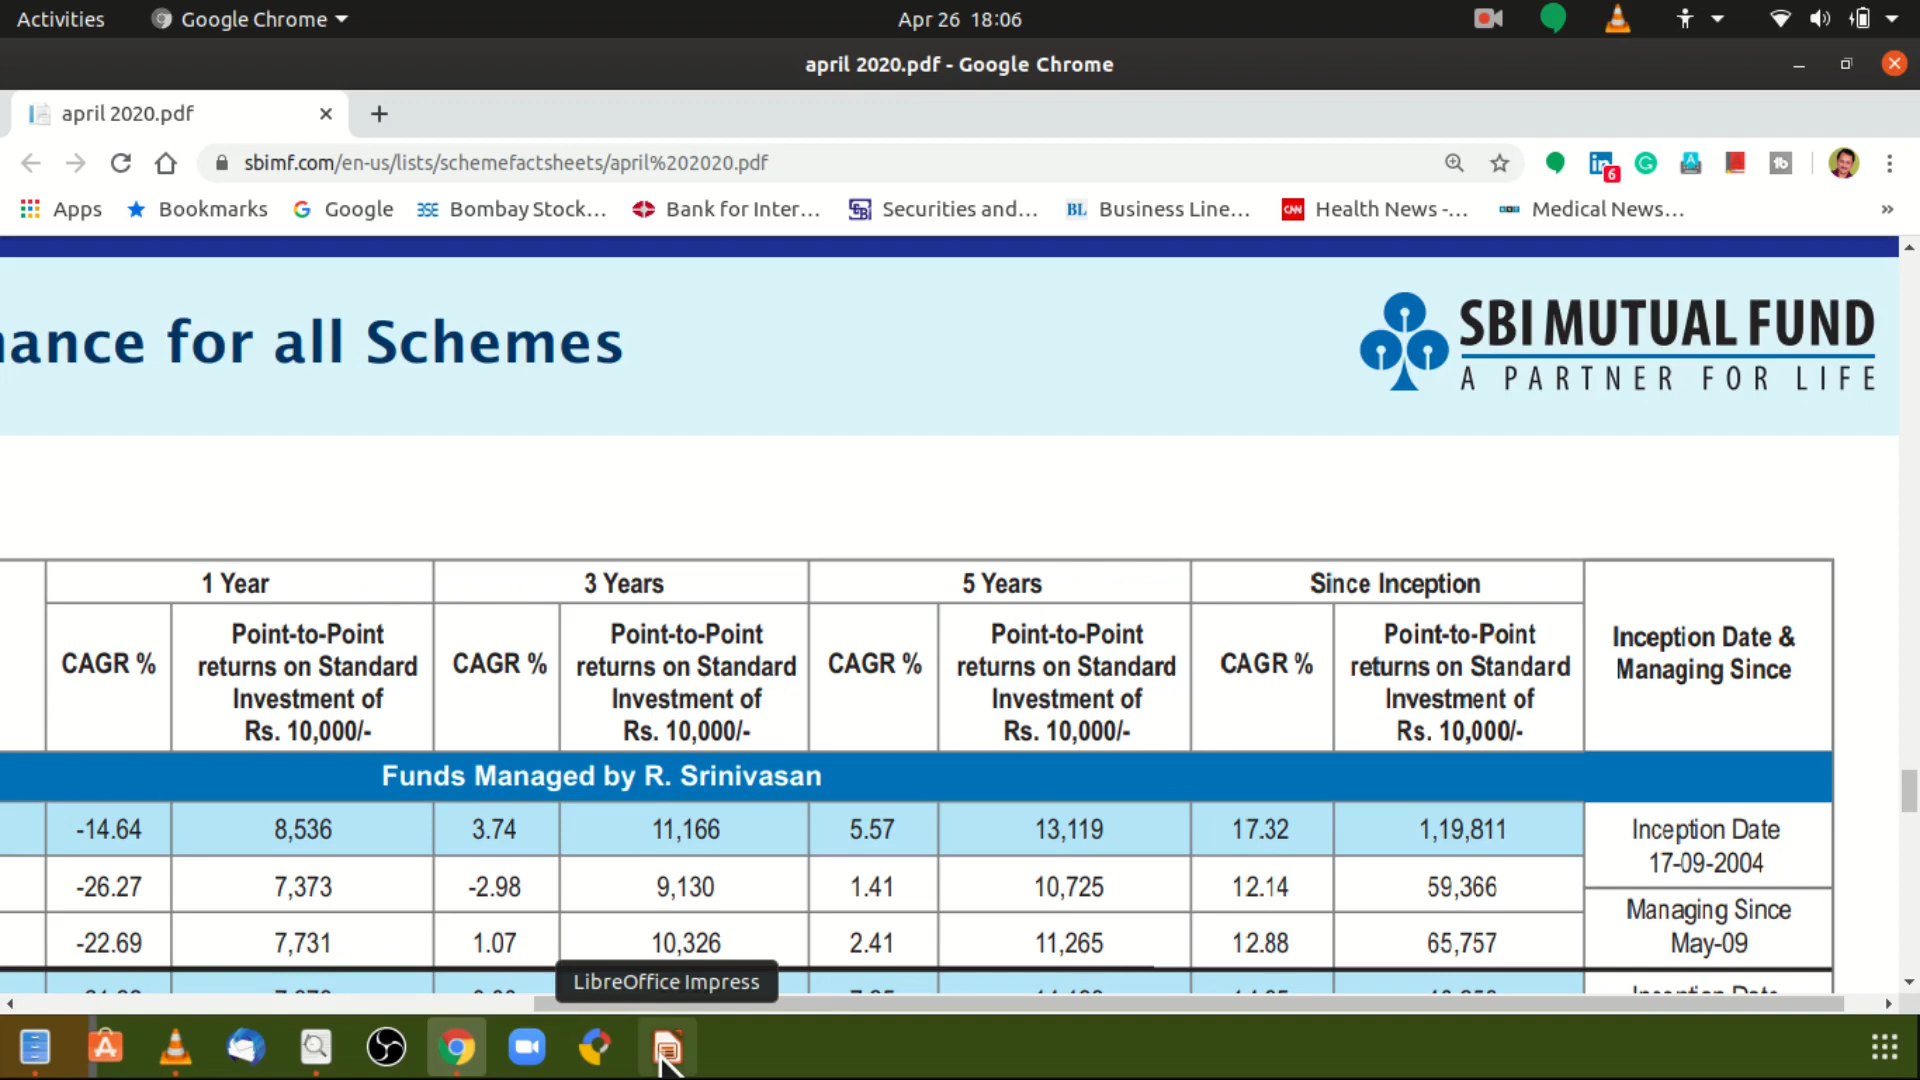 Activities
Google Chrome
Apr 26 18:06
april 2020.pdf - Google Chrome
april 2020.pdf
sbimf.com/en-us/lists/schemefactsheets/april%202020.pdf
6
Apps
Bookmarks
Google
Bombay Stock...
Bank for Inter...
Securities and...
BL Business Line...
CNN Health News -...
Medical News...
»
ance for all Schemes
SBI MUTUAL FUND
A PARTNER FOR LIFE
1 Year 3 Years 5 Years Since Inception
Inception Date &
Managing Since
CAGR % Point-to-Point returns on Standard Investment of Rs. 10,000/-
CAGR % Point-to-Point returns on Standard Investment of Rs. 10,000/-
CAGR % Point-to-Point returns on Standard Investment of Rs. 10,000/-
CAGR % Point-to-Point returns on Standard Investment of Rs. 10,000/-
Funds Managed by R. Srinivasan
-14.64 8,536 3.74 11,166 5.57 13,119 17.32 1,19,811
-26.27 7,373 -2.98 9,130 1.41 10,725 12.14 59,366
-22.69 7,731 1.07 10,326 2.41 11,265 12.88 65,757
Inception Date
17-09-2004
Managing Since
May-09
LibreOffice Impress
Inception Date